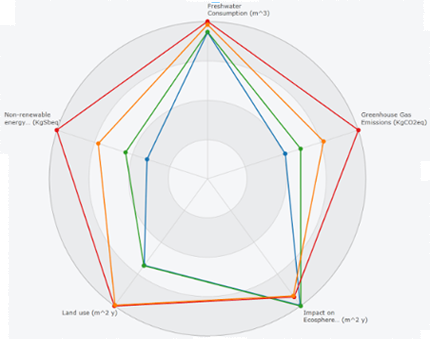 Freshwater
Consumption (m^3)
Non-renewable
energy... (KgSbeq)
Greenhouse Gas
Emissions (KgCO2eq)
Land use (m^2 y)
Impact on
Ecosphere... (m^2 y)